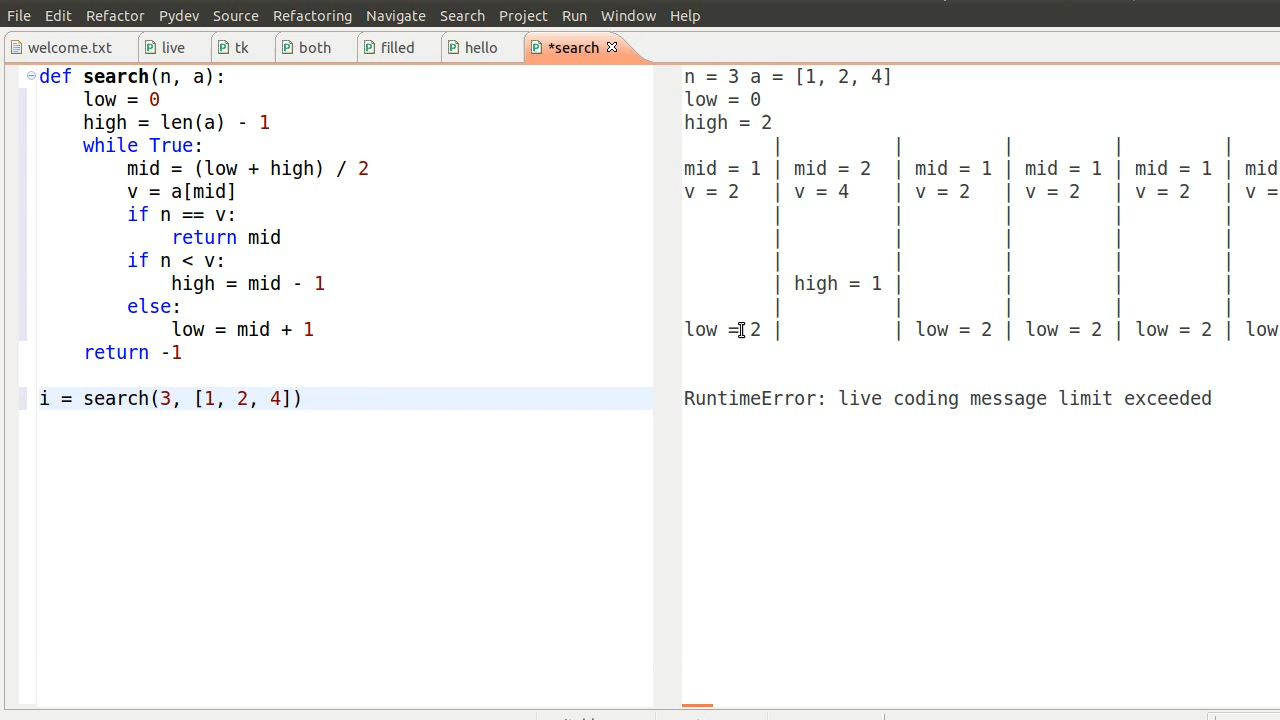 File Edit Refactor Pydev Source Refactoring Navigate Search Project Run Window Help
welcome.txt live tk both filled hello *search
def search(n, a):
    low = 0
    high = len(a) - 1
    while True:
        mid = (low + high) / 2
        v = a[mid]
        if n == v:
            return mid
        if n < v:
            high = mid - 1
        else:
            low = mid + 1
    return -1
i = search(3, [1, 2, 4])
n = 3 a = [1, 2, 4]
low = 0
high = 2
| | | | |
mid = 1 | mid = 2 | mid = 1 | mid = 1 | mid = 1 | mid
v = 2 | v = 4 | v = 2 | v = 2 | v = 2 | v =
| | | | |
| | | | |
| | | | |
| high = 1 | | | |
| | | | |
low = 2 | | low = 2 | low = 2 | low = 2 | low
RuntimeError: live coding message limit exceeded